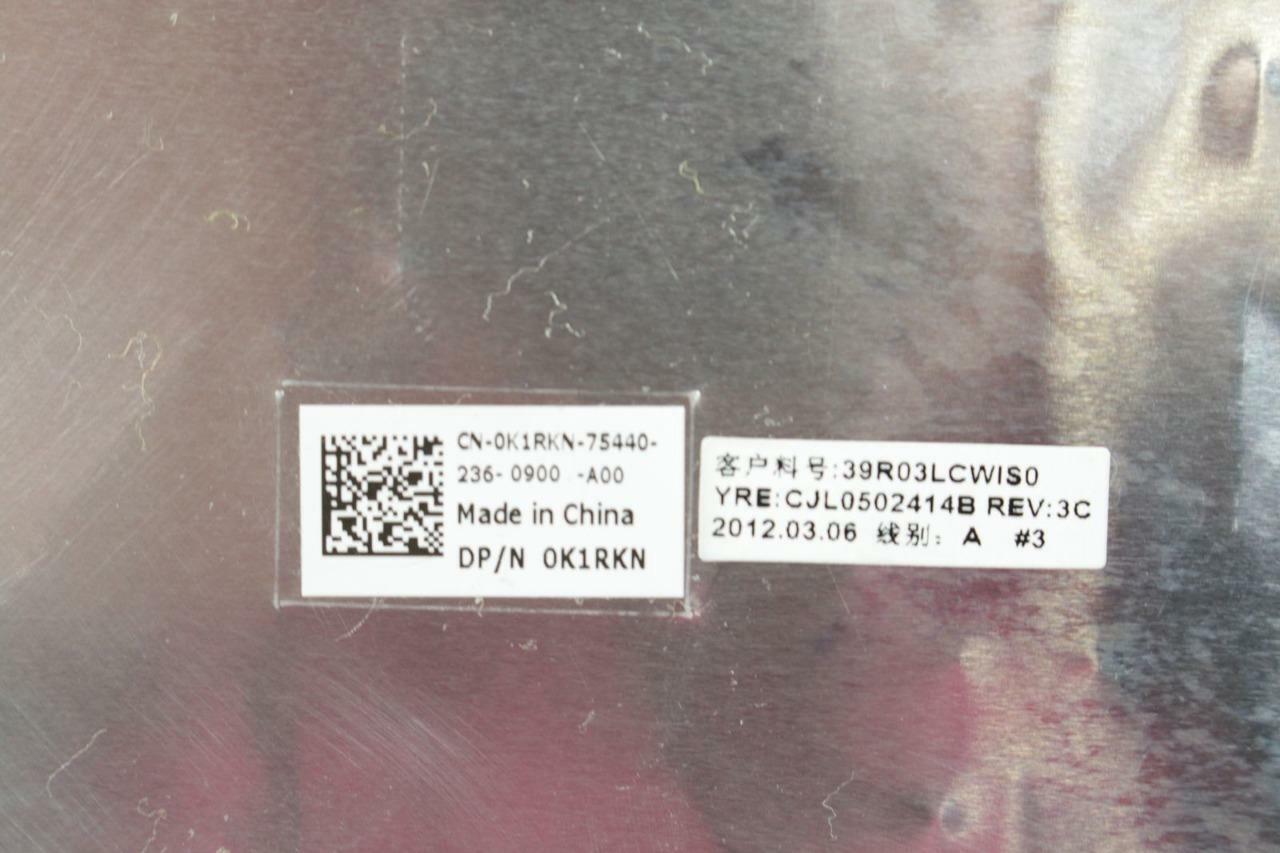 CN-0K1RKN-75440-
236- 0900 -A00
Made in China
DP/N 0K1RKN
客户料号:39R03LCWIS0
YRE:CJL0502414B REV:3C
2012.03.06 线别: A #3